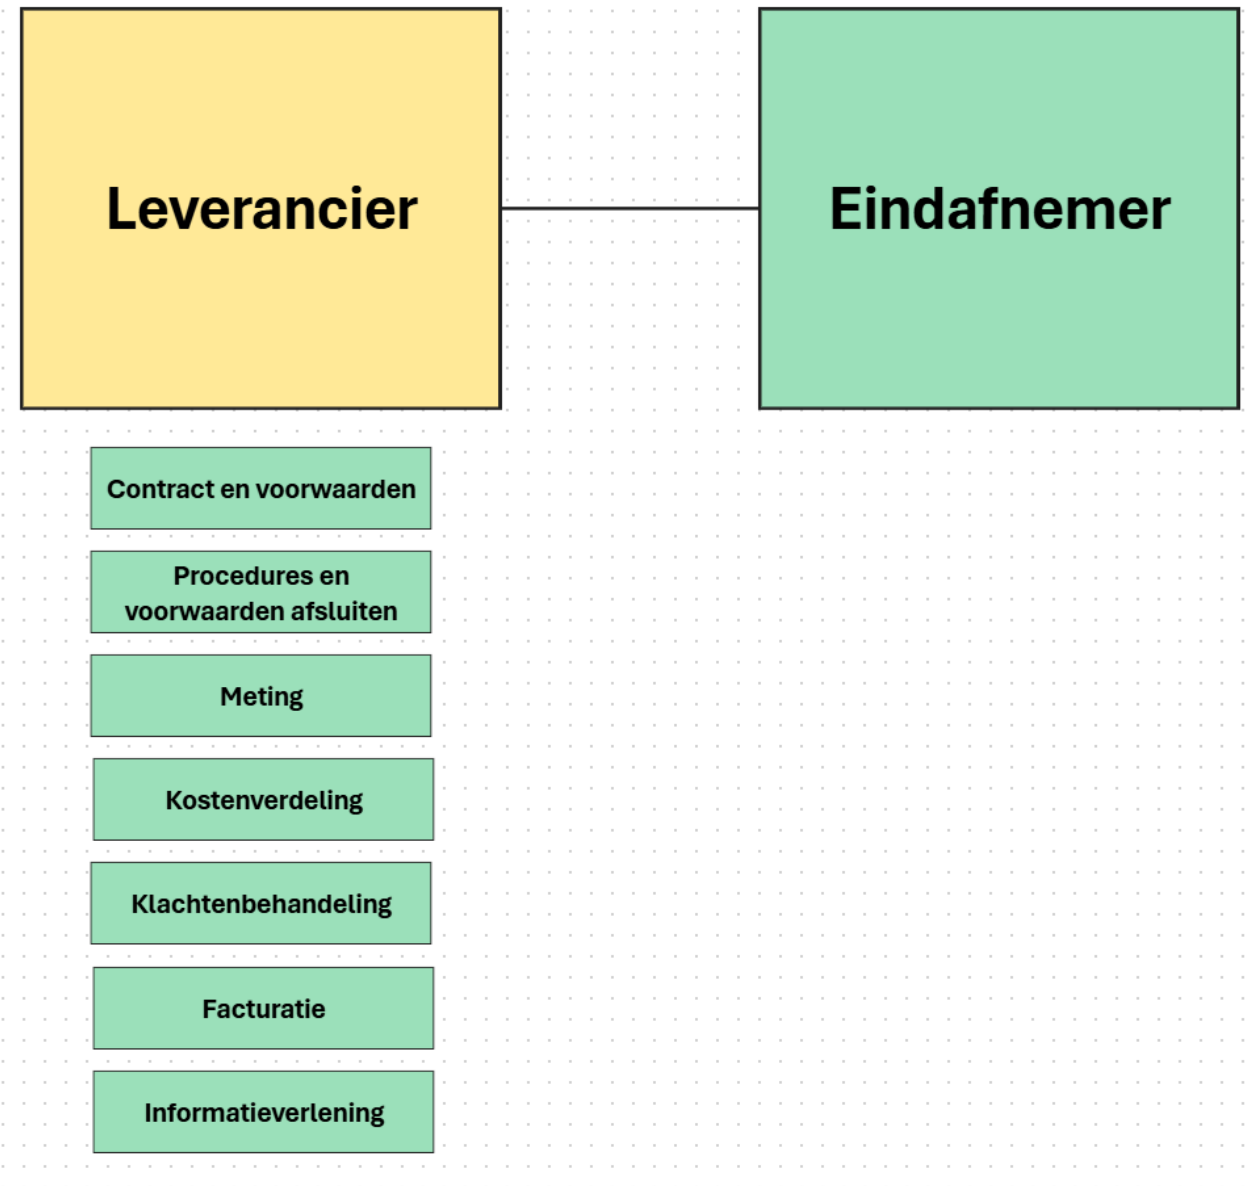 Leverancier
Eindafnemer
Contract en voorwaarden
Procedures en
voorwaarden afsluiten
Meting
Kostenverdeling
Klachtenbehandeling
Facturatie
Informatieverlening